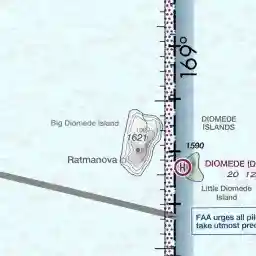 169°
Big Diomede Island
DIOMEDE
ISLANDS
1621
1590
Ratmanova
H
DIOMEDE (D
20 12
Little Diomede
Island
FAA urges all pil
take utmost prec